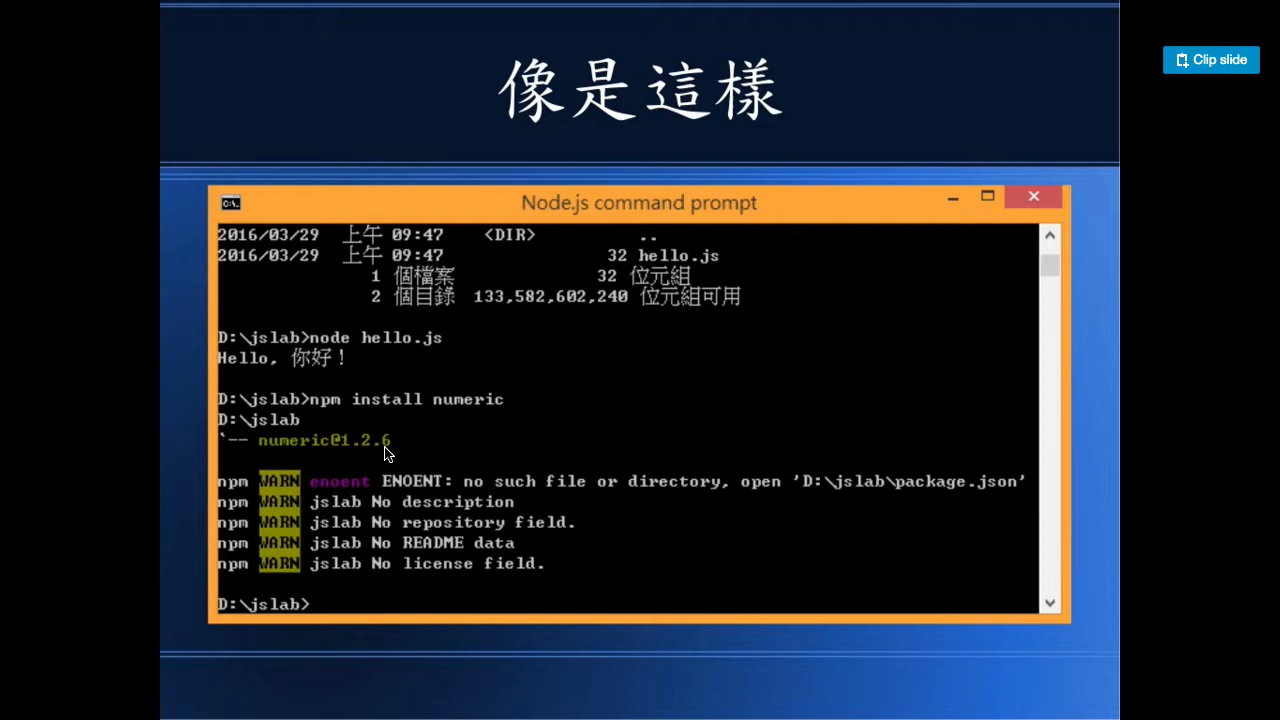 像是這樣
Clip slide
Node.js command prompt
2016/03/29 上午 09:47 <DIR> ..
2016/03/29 上午 09:47 32 hello.js
1 個檔案 32 位元組
2 個目錄 133,582,602,240 位元組可用
D:\jslab>node hello.js
Hello, 你好！
D:\jslab>npm install numeric
D:\jslab
`-- numeric@1.2.6
npm WARN enoent ENOENT: no such file or directory, open 'D:\jslab\package.json'
npm WARN jslab No description
npm WARN jslab No repository field.
npm WARN jslab No README data
npm WARN jslab No license field.
D:\jslab>